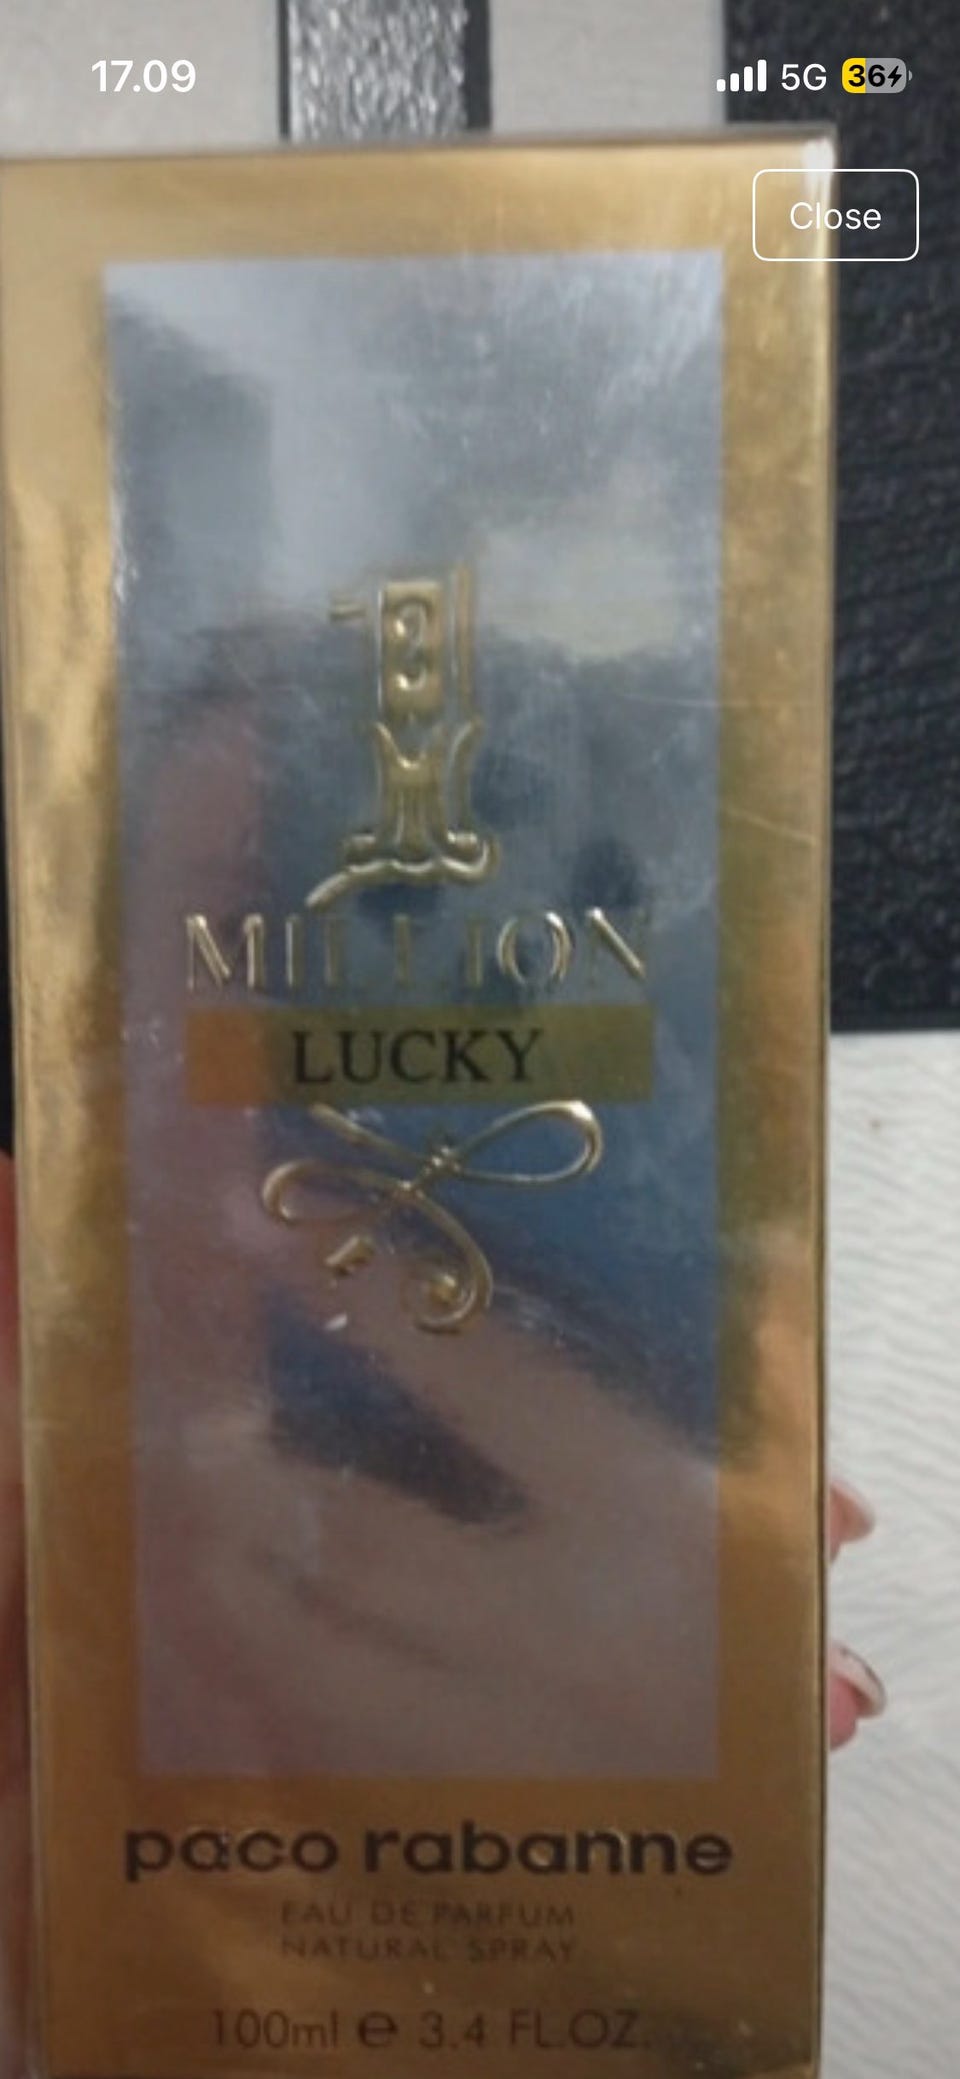 17.09
5G
36
Close
1
MILLION
LUCKY
paco rabanne
EAU DE PARFUM
NATURAL SPRAY
100ml e 3.4 FL.OZ.